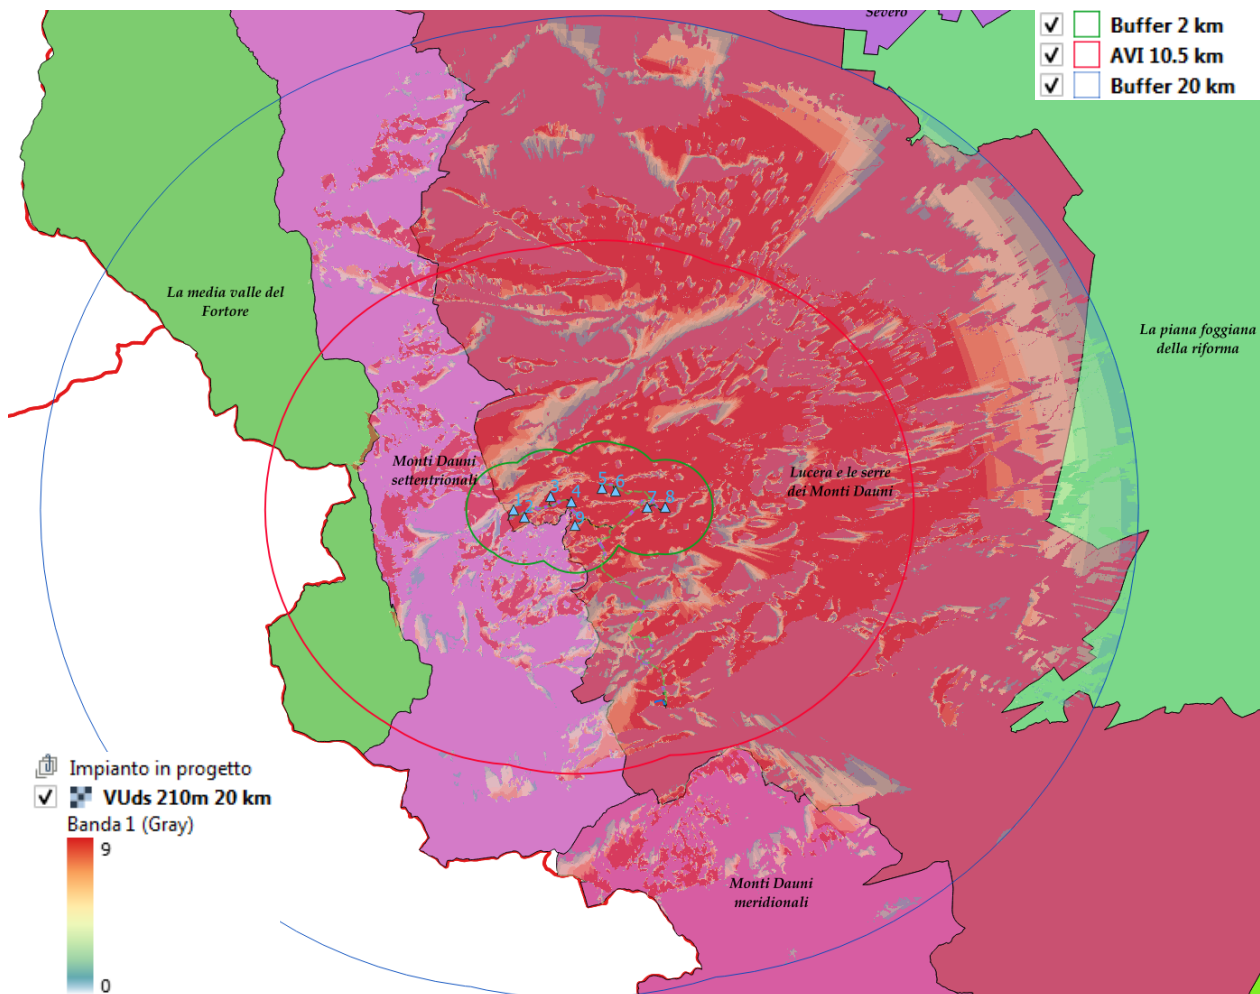 Severo
Buffer 2 km
AVI 10.5 km
Buffer 20 km
La media valle del
Fortore
La piana foggiana
della riforma
Monti Dauni
settentrionali
Lucera e le serre
dei Monti Dauni
1
2
3
4
5
6
7
8
9
Impianto in progetto
VUds 210m 20 km
Banda 1 (Gray)
9
0
Monti Dauni
meridionali